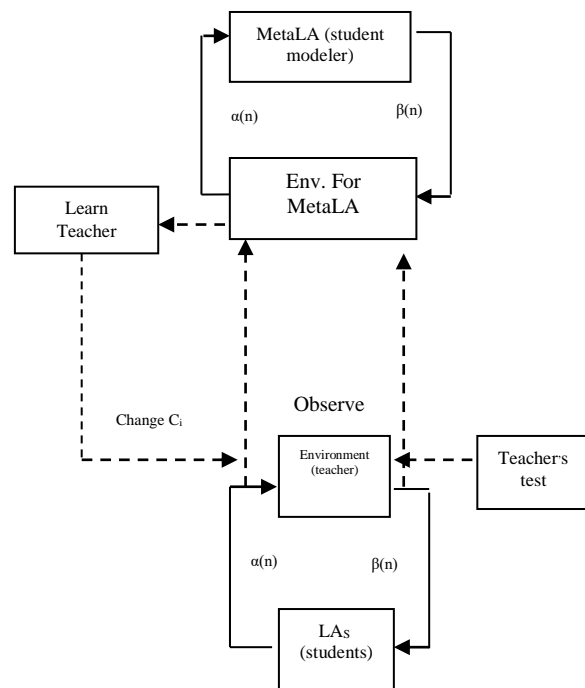 MetaLA (student
modeler)
α(n)
β(n)
Env. For
MetaLA
Learn
Teacher
Observe
Change Cᵢ
Environment
(teacher)
Teacher's
test
α(n)
β(n)
LAs
(students)